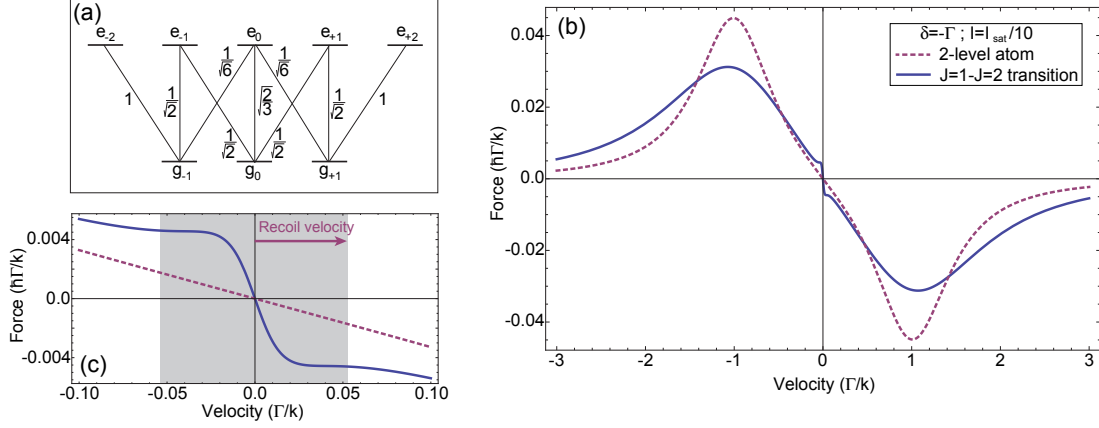 (a)
e₋₂ e₋₁ e₀ e₊₁ e₊₂
1 1/√2 1/√6 √2/3 1/√6 1/√2 1
1/√2 1/√2
g₋₁ g₀ g₊₁
(b)
δ=-Γ ; I=I sat/10
2-level atom
J=1-J=2 transition
Force (ħΓ/k)
0.04
0.02
0.0
-0.02
-0.04
-3 -2 -1 0 1 2 3
Velocity (Γ/k)
(c)
Recoil velocity
Force (ħΓ/k)
0.004
0.0
-0.004
-0.10 -0.05 0.0 0.05 0.10
Velocity (Γ/k)